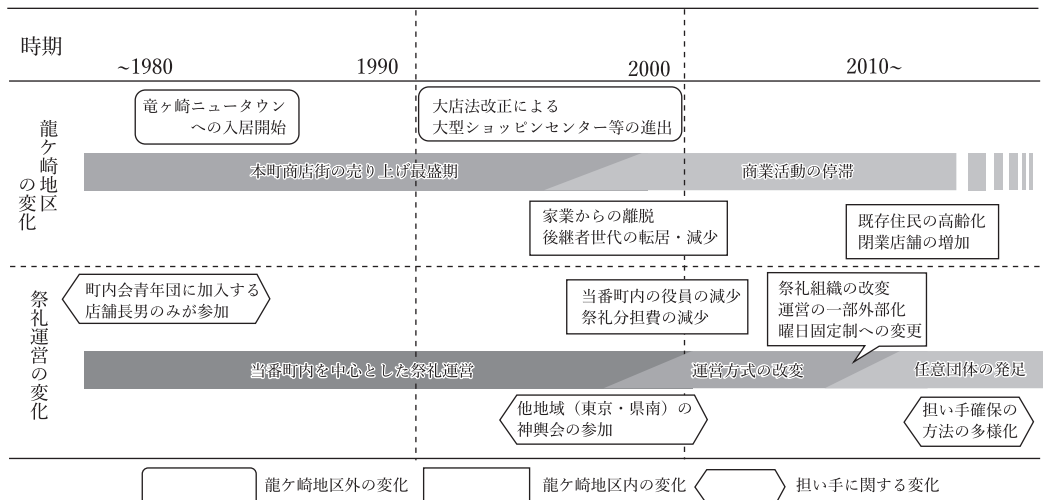 時期
~1980
1990
2000
2010~
竜ヶ崎ニュータウン
への入居開始
大店法改正による
大型ショッピンセンター等の進出
龍ケ崎地区
の変化
本町商店街の売り上げ最盛期
商業活動の停滞
家業からの離脱
後継者世代の転居・減少
既存住民の高齢化
閉業店舗の増加
祭礼運営の変化
町内会青年団に加入する
店舗長男のみが参加
当番町内の役員の減少
祭礼分担費の減少
祭礼組織の改変
運営の一部外部化
曜日固定制への変更
当番町内を中心とした祭礼運営
運営方式の改変
任意団体の発足
他地域（東京・県南）の
神輿会の参加
担い手確保の
方法の多様化
龍ケ崎地区外の変化
龍ケ崎地区内の変化
担い手に関する変化